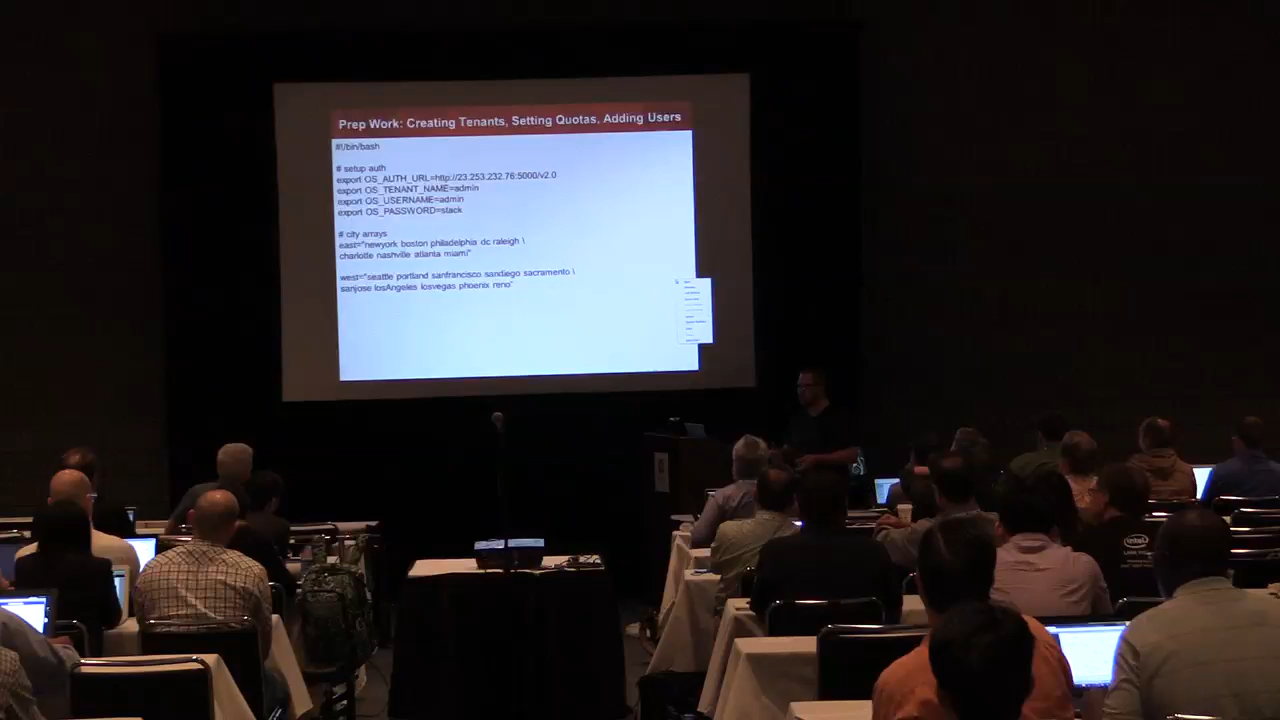 Prep Work: Creating Tenants, Setting Quotas, Adding Users
#!/bin/bash
# setup auth
export OS_AUTH_URL=http://23.253.232.76:5000/v2.0
export OS_TENANT_NAME=admin
export OS_USERNAME=admin
export OS_PASSWORD=stack
# city arrays
east="newyork boston philadelphia dc raleigh \
charlotte nashville atlanta miami"
west="seattle portland sanfrancisco sandiego sacramento \
sanjose losAngeles losvegas phoenix reno"
intel